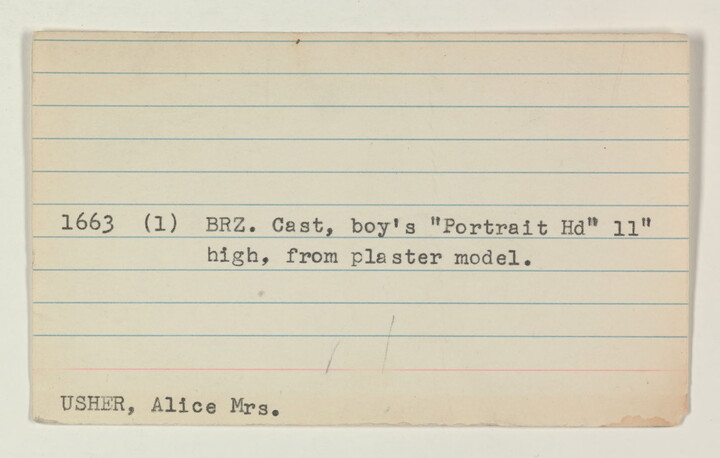 1663 (1) BRZ. Cast, boy's "Portrait Hd" 11"
high, from plaster model.
USHER, Alice Mrs.